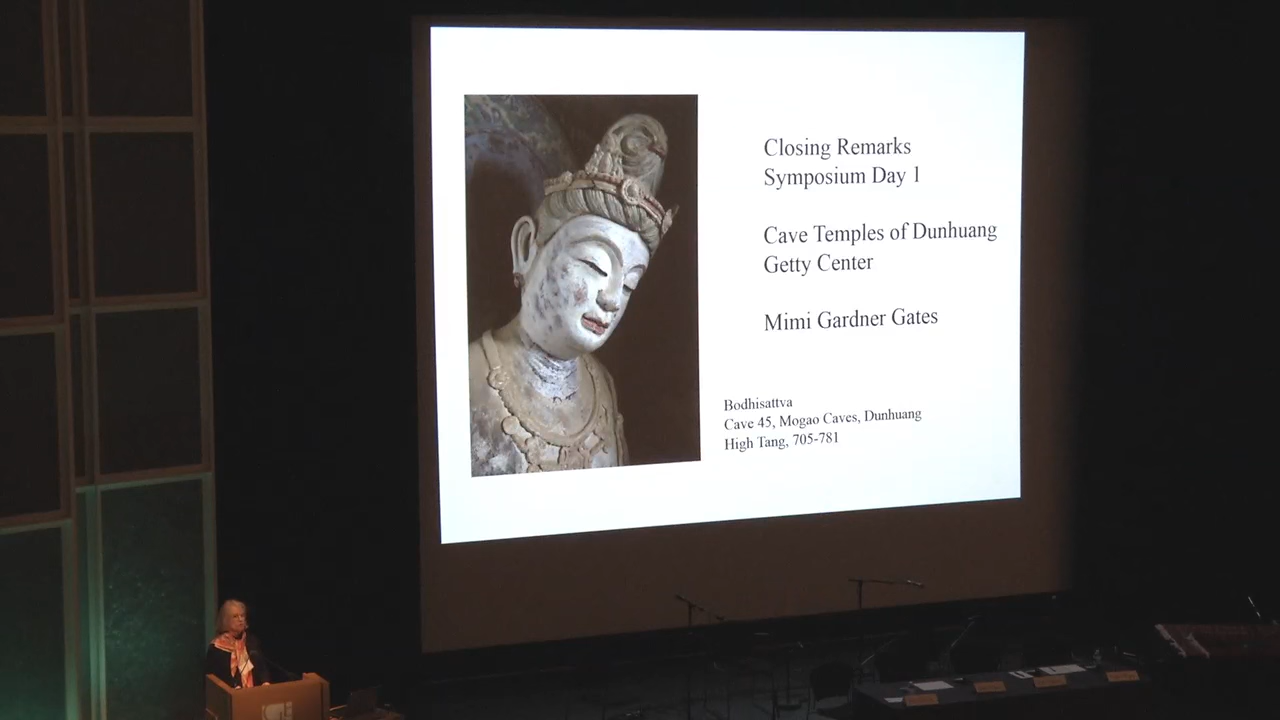 Closing Remarks
Symposium Day 1
Cave Temples of Dunhuang
Getty Center
Mimi Gardner Gates
Bodhisattva
Cave 45, Mogao Caves, Dunhuang
High Tang, 705-781